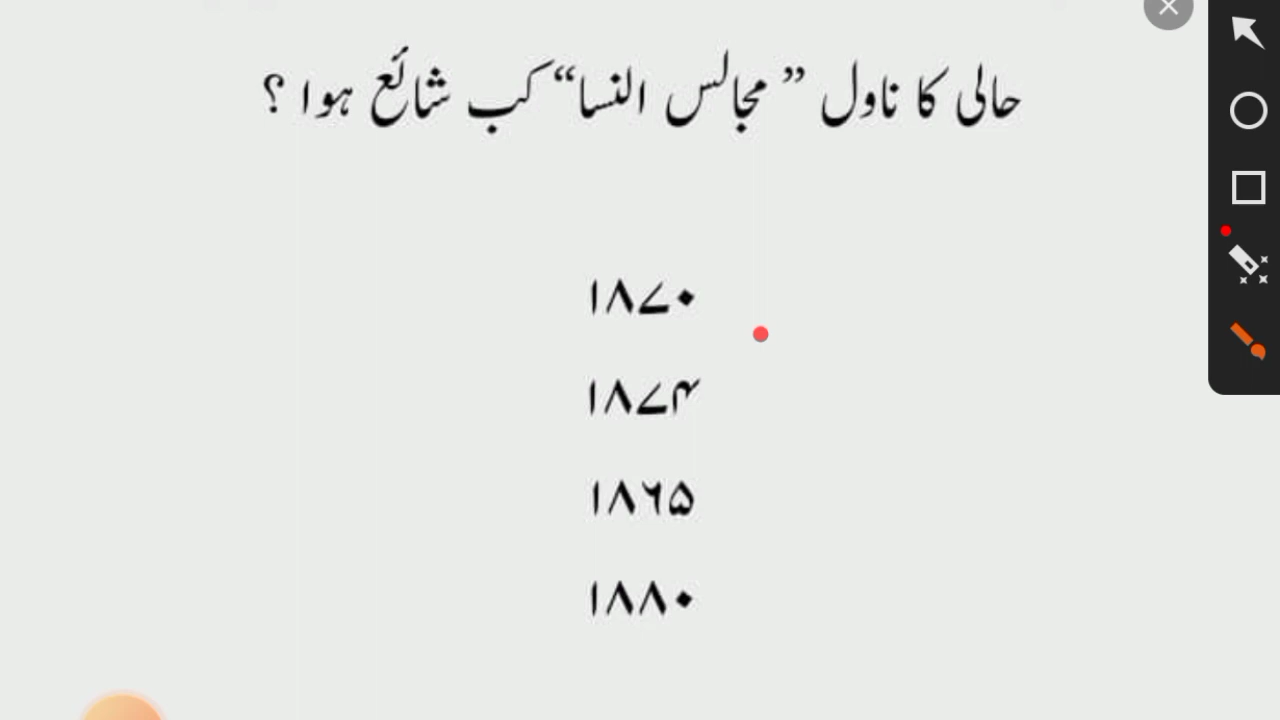 حالی کا ناول ”مجالس النسا“ کب شائع ہوا ؟
۱۸۷۰
۱۸۷۴
۱۸۶۵
۱۸۸۰